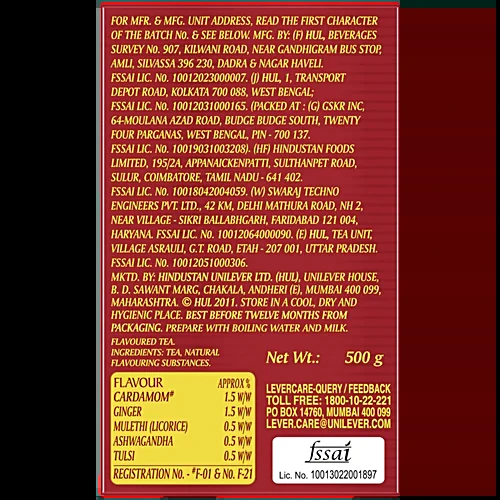 FOR MFR. & MFG. UNIT ADDRESS, READ THE FIRST CHARACTER
OF THE BATCH No. & SEE BELOW. MFG. BY: (F) HUL, BEVERAGES
SURVEY No. 907, KILWANI ROAD, NEAR GANDHIGRAM BUS STOP,
AMLI, SILVASSA 396 230, DADRA & NAGAR HAVELI.
FSSAI LIC. No. 10012023000007. (J) HUL, 1, TRANSPORT
DEPOT ROAD, KOLKATA 700 088, WEST BENGAL;
FSSAI LIC. No. 10012031000165. (PACKED AT : (G) GSKR INC,
64-MOULANA AZAD ROAD, BUDGE BUDGE SOUTH, TWENTY
FOUR PARGANAS, WEST BENGAL, PIN - 700 137.
FSSAI LIC. No. 10019031003208). (HF) HINDUSTAN FOODS
LIMITED, 195/2A, APPANAICKENPATTI, SULTHANPET ROAD,
SULUR, COIMBATORE, TAMIL NADU - 641 402.
FSSAI LIC. No. 10018042004059. (W) SWARAJ TECHNO
ENGINEERS PVT. LTD., 42 KM, DELHI MATHURA ROAD, NH 2,
NEAR VILLAGE - SIKRI BALLABHGARH, FARIDABAD 121 004,
HARYANA. FSSAI LIC. No. 10012064000090. (E) HUL, TEA UNIT,
VILLAGE ASRAULI, G.T. ROAD, ETAH - 207 001, UTTAR PRADESH.
FSSAI LIC. No. 10012051000306.
MKTD. BY: HINDUSTAN UNILEVER LTD. (HUL), UNILEVER HOUSE,
B. D. SAWANT MARG, CHAKALA, ANDHERI (E), MUMBAI 400 099,
MAHARASHTRA. © HUL 2011. STORE IN A COOL, DRY AND
HYGIENIC PLACE. BEST BEFORE TWELVE MONTHS FROM
PACKAGING. PREPARE WITH BOILING WATER AND MILK.
FLAVOURED TEA.
INGREDIENTS: TEA, NATURAL
FLAVOURING SUBSTANCES.
Net Wt.: 500 g
FLAVOUR APPROX %
CARDAMOM# 1.5 W/W
GINGER 1.5 W/W
MULETHI (LICORICE) 0.5 W/W
ASHWAGANDHA 0.5 W/W
TULSI 0.5 W/W
REGISTRATION No. - #F-01 & No. F-21
LEVERCARE-QUERY / FEEDBACK
TOLL FREE: 1800-10-22-221
PO BOX 14760, MUMBAI 400 099
LEVER.CARE@UNILEVER.COM
fssai
Lic. No. 10013022001897